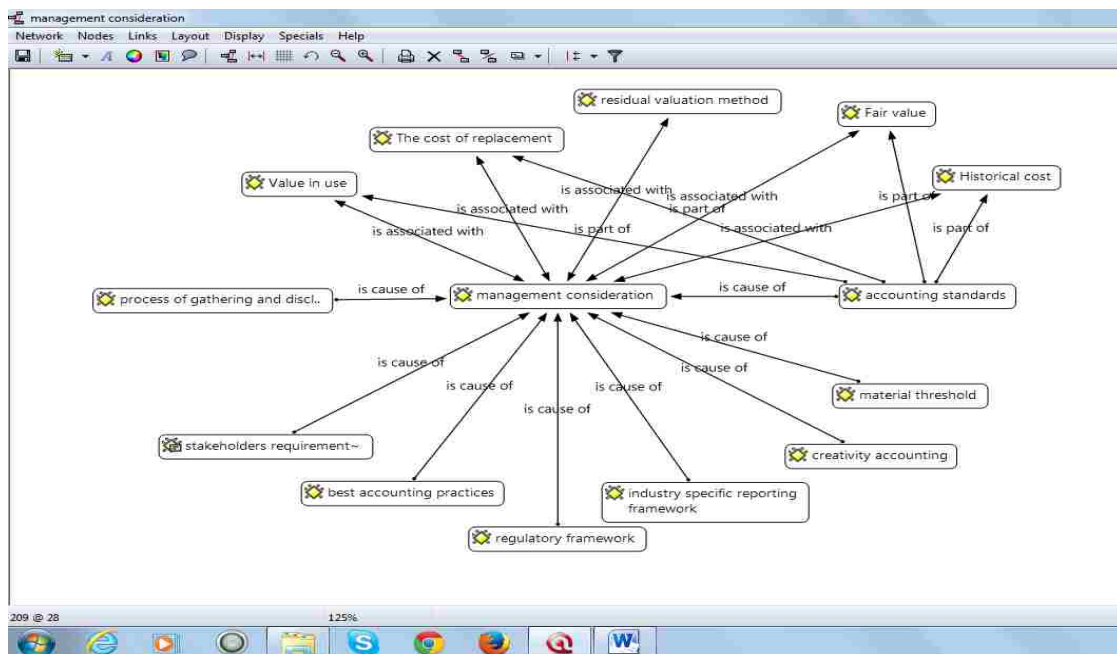 management consideration
Network Nodes Links Layout Display Specials Help
residual valuation method
Fair value
The cost of replacement
Historical cost
Value in use
is associated with
is associated with
is part of
is associated with
is part of
is associated with
is part of
is associated with
is part of
process of gathering and discl..
is cause of
management consideration
is cause of
accounting standards
is cause of
is cause of
is cause of
is cause of
is cause of
is cause of
material threshold
stakeholders requirement~
creativity accounting
best accounting practices
industry specific reporting
framework
regulatory framework
209 @ 28
125%